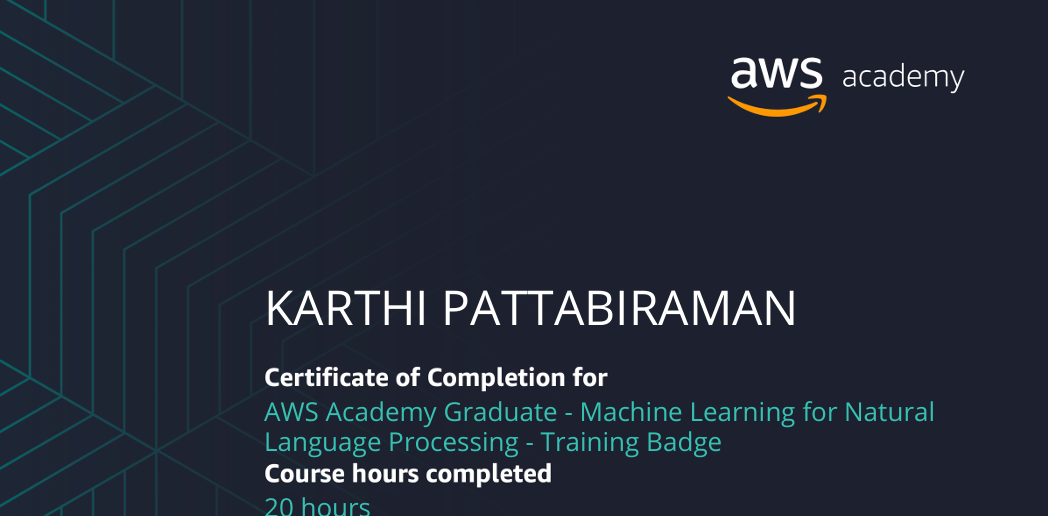 aws academy
KARTHI PATTABIRAMAN
Certificate of Completion for
AWS Academy Graduate - Machine Learning for Natural
Language Processing - Training Badge
Course hours completed
20 hours